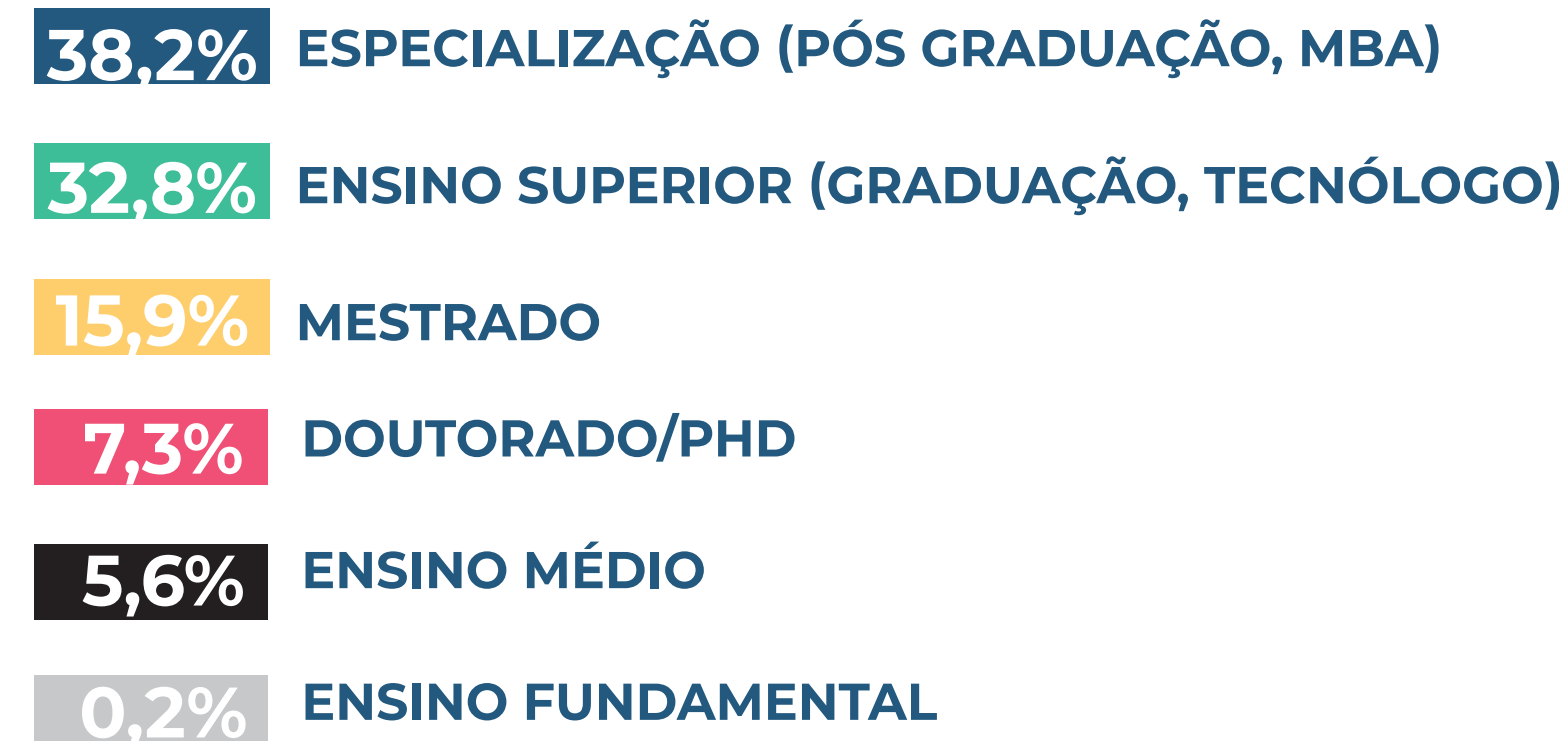 38,2% ESPECIALIZAÇÃO (PÓS GRADUAÇÃO, MBA)
32,8% ENSINO SUPERIOR (GRADUAÇÃO, TECNÓLOGO)
15,9% MESTRADO
7,3% DOUTORADO/PHD
5,6% ENSINO MÉDIO
0,2% ENSINO FUNDAMENTAL